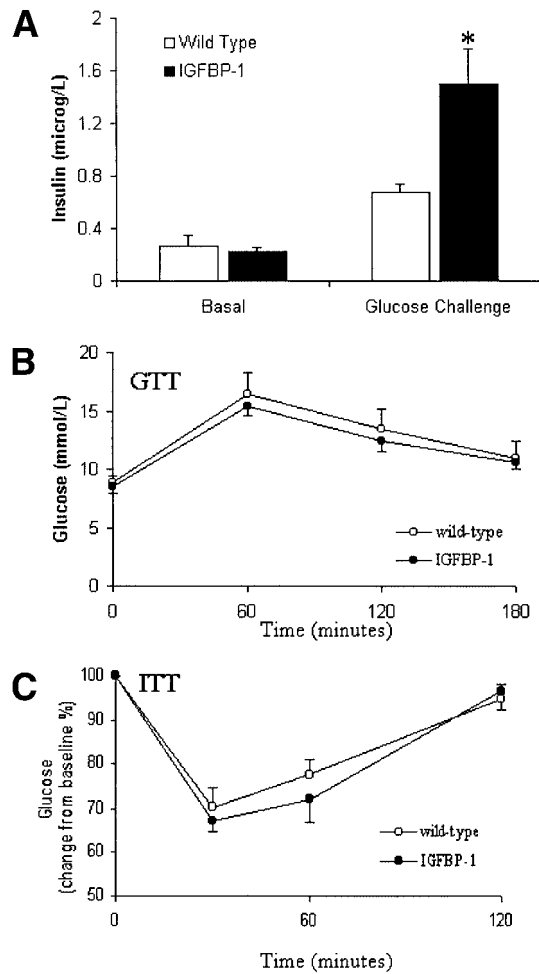 A
2
1.6
1.2
0.8
0.4
0
Insulin (microg/L)
Wild Type
IGFBP-1
*
Basal
Glucose Challenge
B
GTT
20
15
10
5
0
Glucose (mmol/L)
wild-type
IGFBP-1
0
60
120
180
Time (minutes)
C
ITT
100
90
80
70
60
50
Glucose
(change from baseline %)
wild-type
IGFBP-1
0
60
120
Time (minutes)